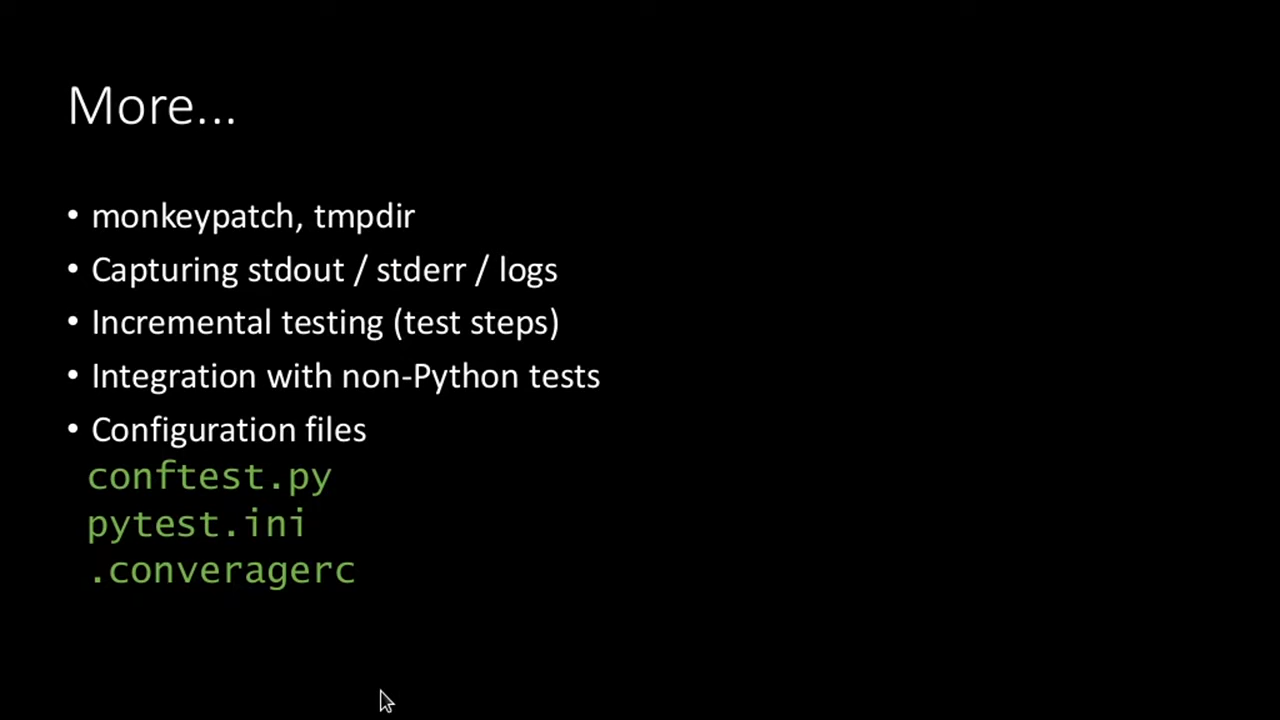 More...
• monkeypatch, tmpdir
• Capturing stdout / stderr / logs
• Incremental testing (test steps)
• Integration with non-Python tests
• Configuration files
conftest.py
pytest.ini
.converagerc